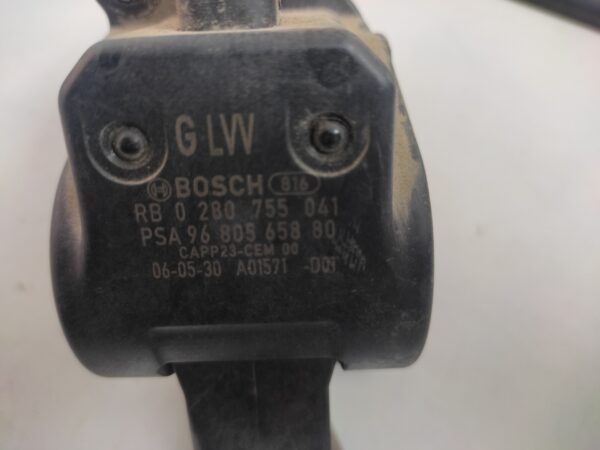 G LW
BOSCH 816
RB 0 280 755 041
PSA 96 805 658 80
CAPP23-CEM 00
06-05-30 A01571 -D01